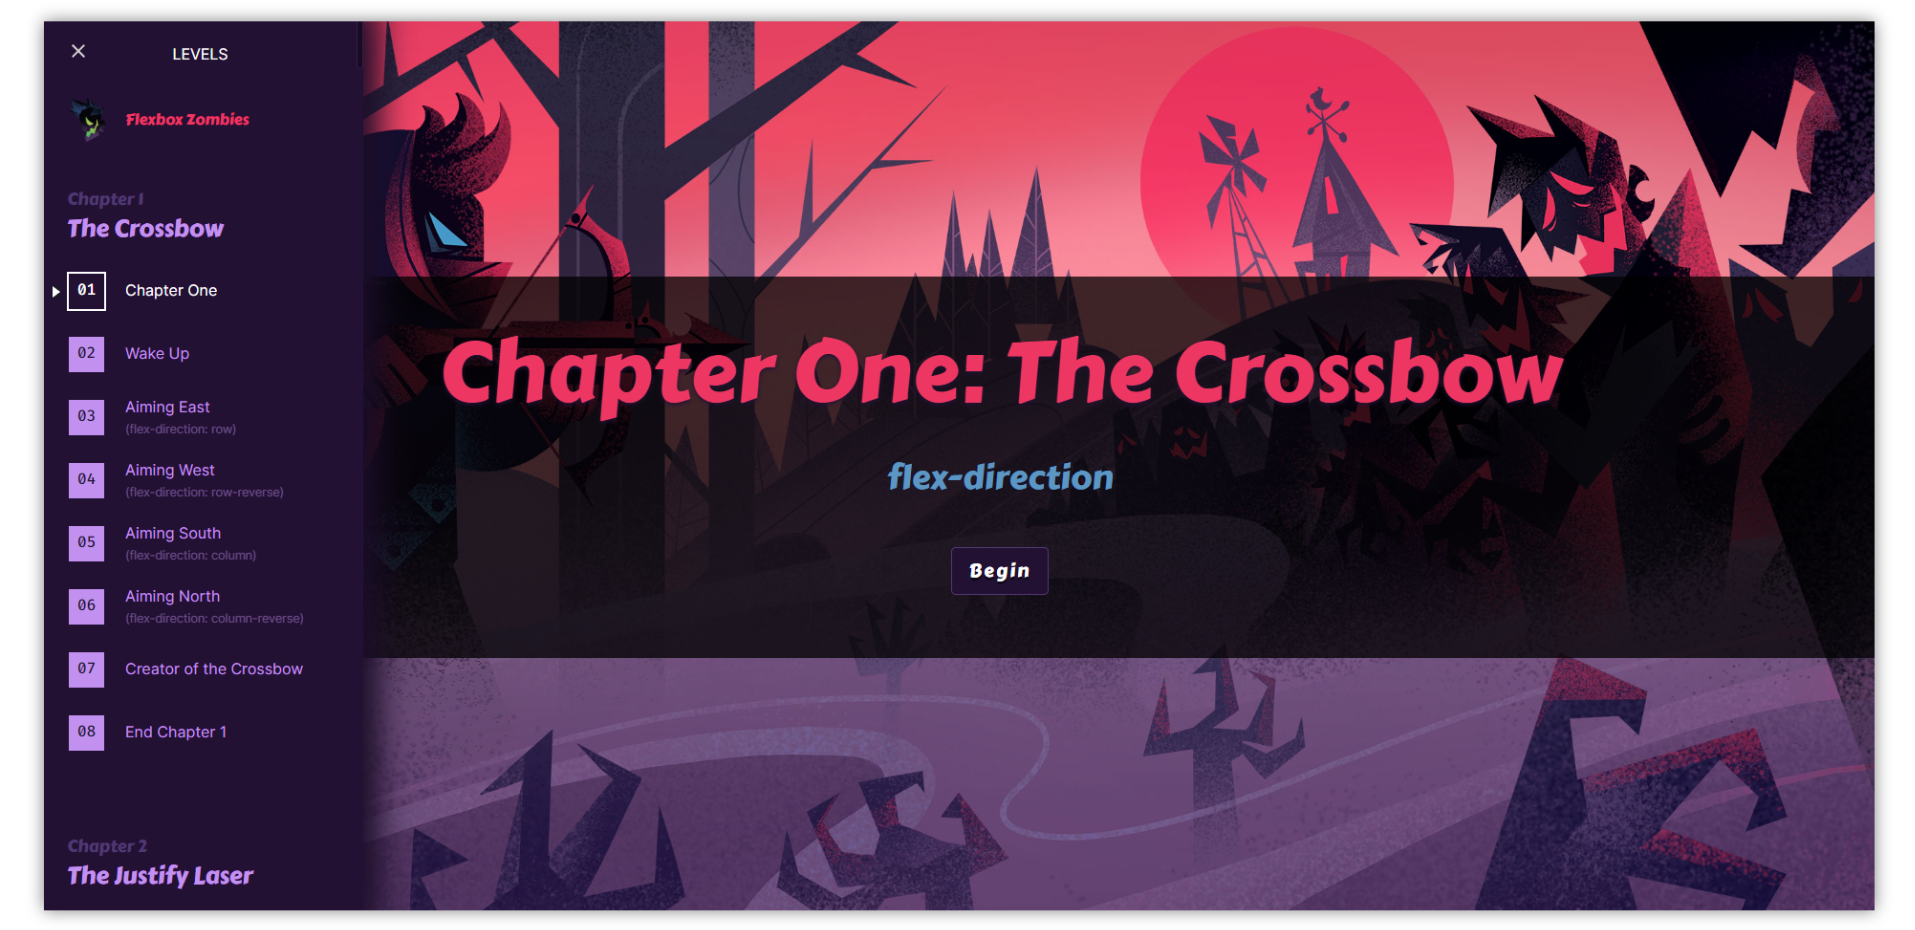 LEVELS
Flexbox Zombies
Chapter 1
The Crossbow
01
Chapter One
02
Wake Up
03
Aiming East
(flex-direction: row)
04
Aiming West
(flex-direction: row-reverse)
05
Aiming South
(flex-direction: column)
06
Aiming North
(flex-direction: column-reverse)
07
Creator of the Crossbow
08
End Chapter 1
Chapter 2
The Justify Laser
Chapter One: The Crossbow
flex-direction
Begin